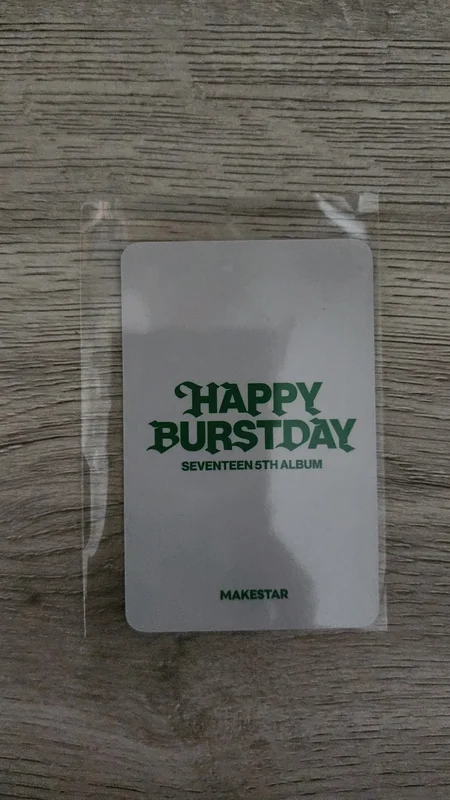 HAPPY
BURSTDAY
SEVENTEEN 5TH ALBUM
MAKESTAR